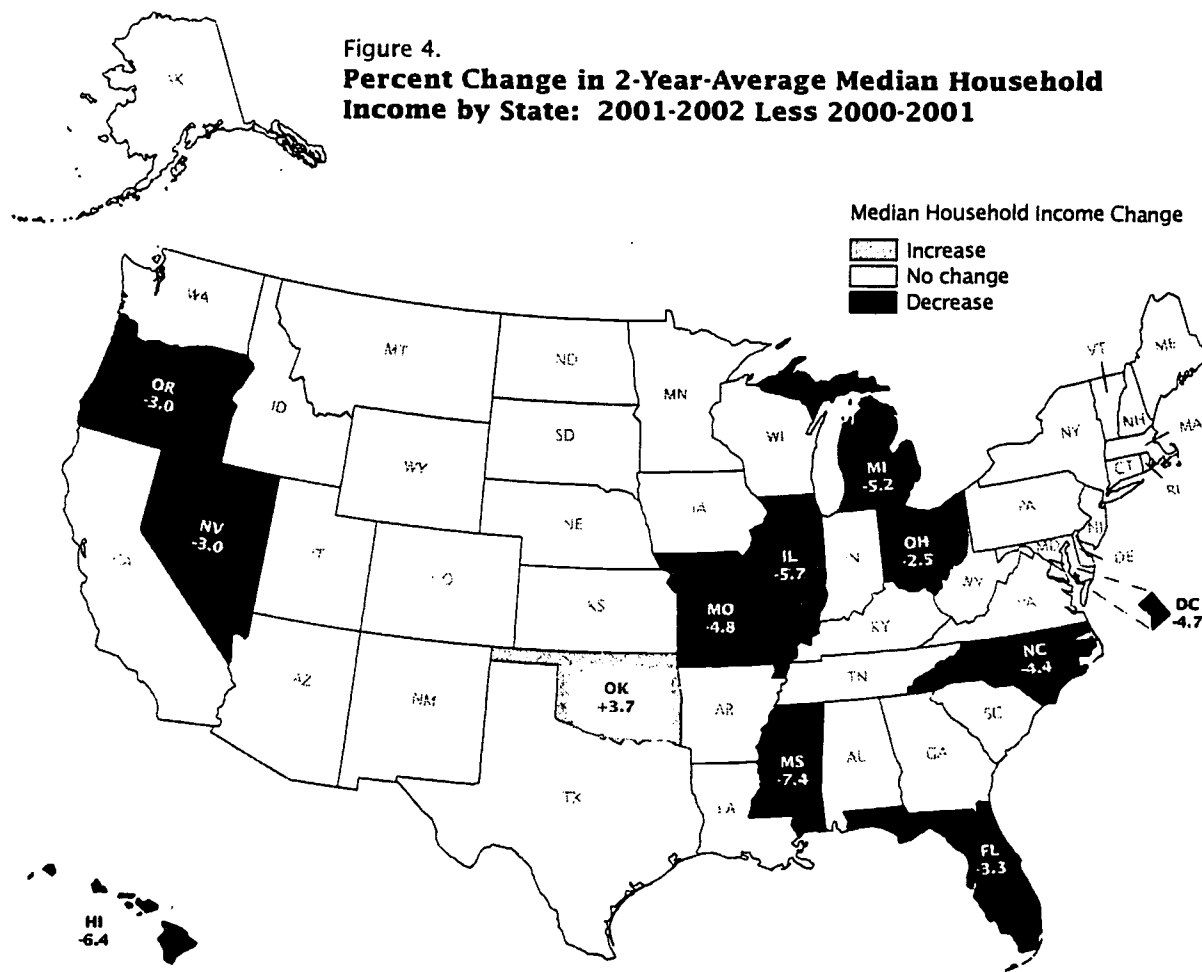 Figure 4.
Percent Change in 2-Year-Average Median Household
Income by State: 2001-2002 Less 2000-2001
Median Household Income Change
Increase
No change
Decrease
WA
MT
ND
MN
VT
ME
OR
-3.0
ID
SD
WI
NY
NH
MA
WY
MI
-5.2
CT
RI
NV
-3.0
NE
IA
PA
NJ
IL
-5.7
OH
-2.5
MD
DE
WV
VA
DC
-4.7
KS
MO
-4.8
KY
AZ
NM
OK
+3.7
AR
TN
NC
-4.4
SC
MS
-7.4
AL
GA
TX
LA
FL
-3.3
HI
-6.4